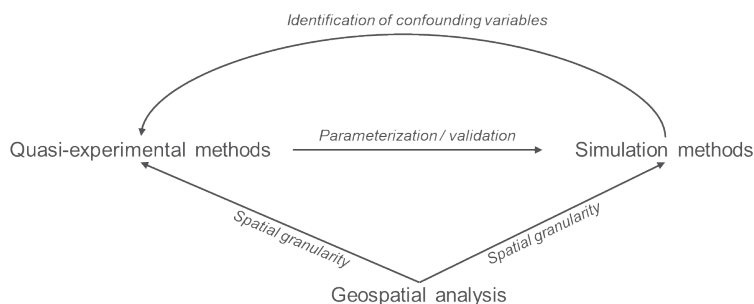 Identification of confounding variables
Parameterization / validation
Quasi-experimental methods
Simulation methods
Spatial granularity
Spatial granularity
Geospatial analysis